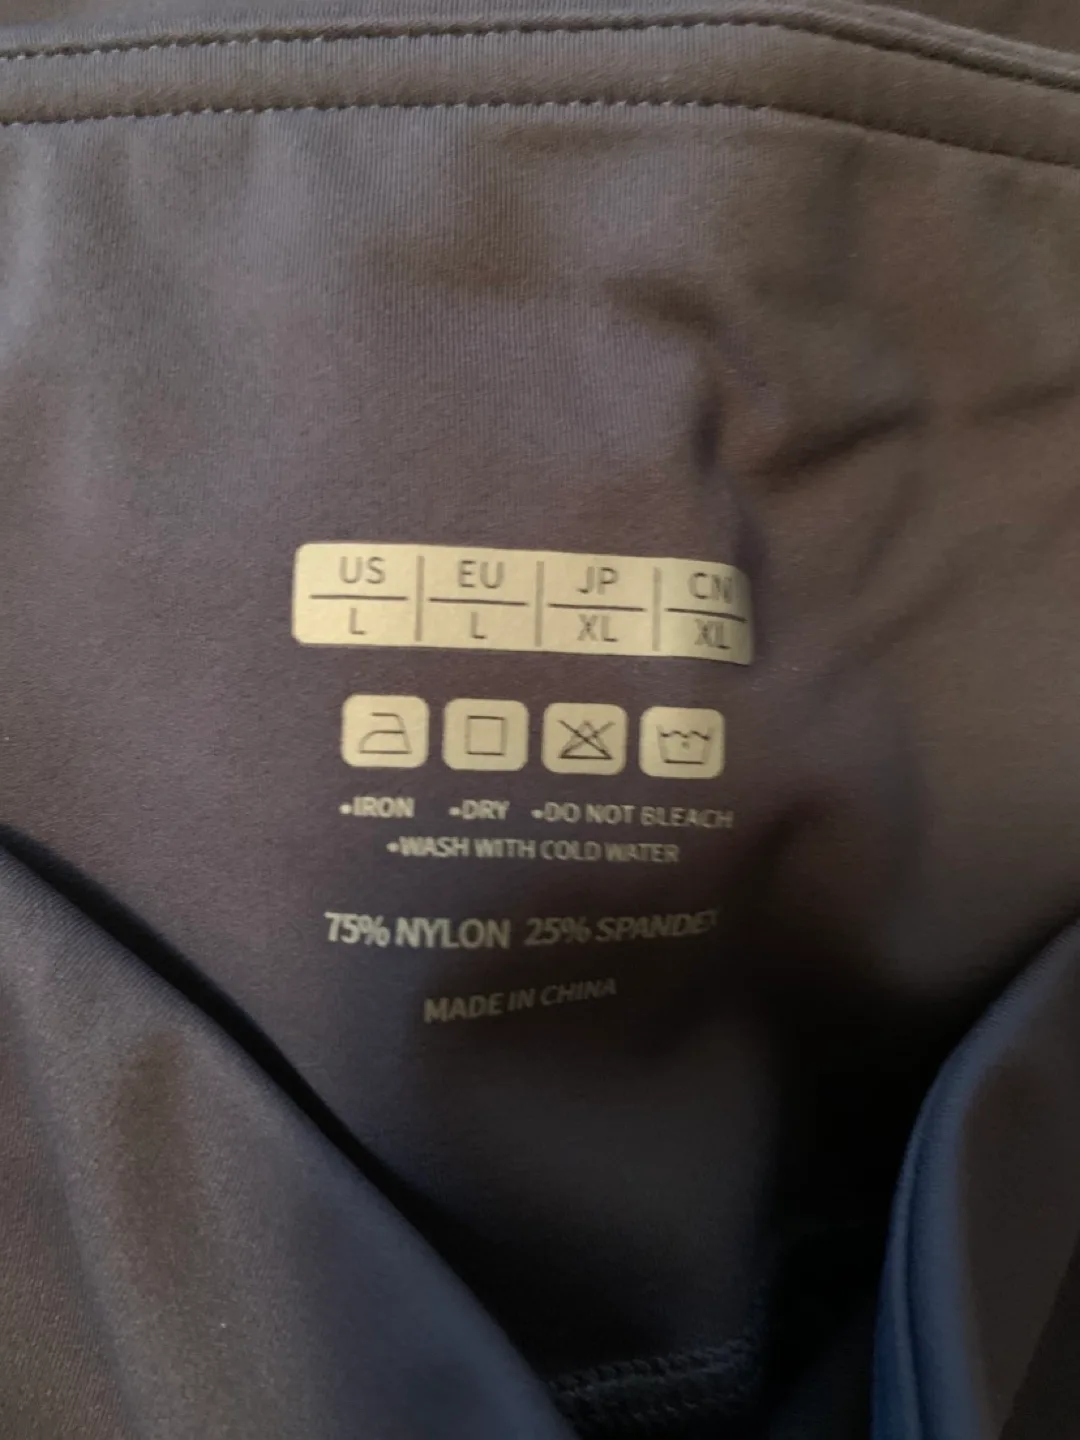 US EU JP CN
L L XL XL
•IRON •DRY •DO NOT BLEACH
•WASH WITH COLD WATER
75% NYLON 25% SPANDEX
MADE IN CHINA